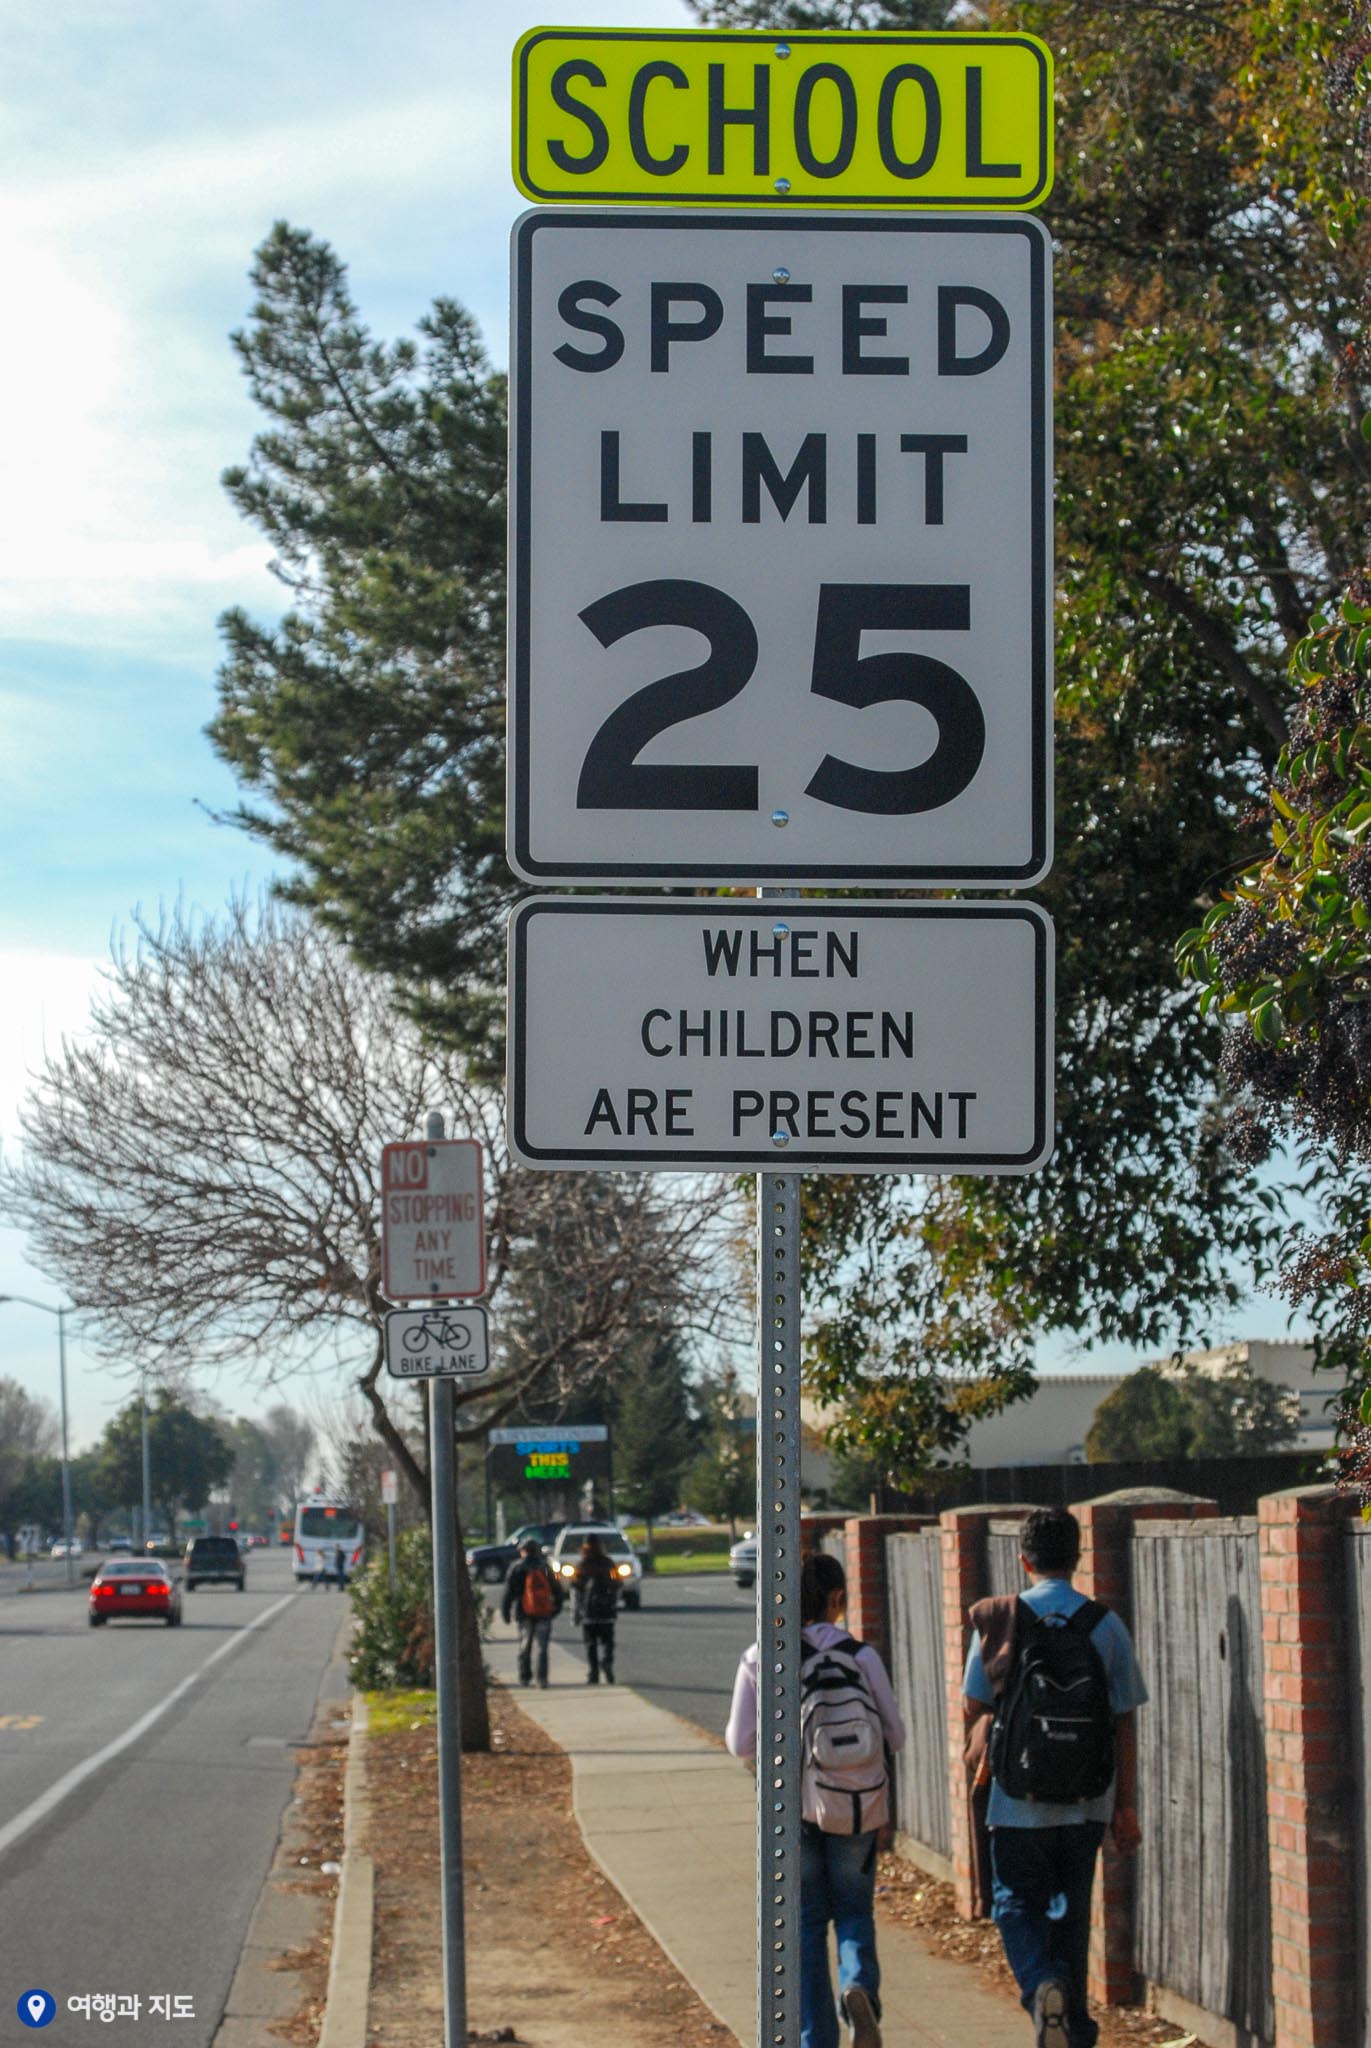 SCHOOL
SPEED
LIMIT
25
WHEN
CHILDREN
ARE PRESENT
NO
STOPPING
ANY
TIME
BIKE LANE
SPORTS
THIS
WEEK
여행과 지도